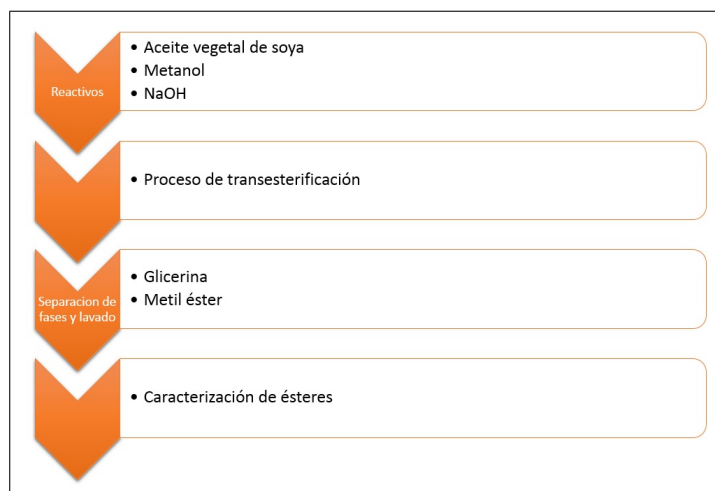 Reactivos
• Aceite vegetal de soya
• Metanol
• NaOH
• Proceso de transesterificación
Separacion de
fases y lavado
• Glicerina
• Metil éster
• Caracterización de ésteres